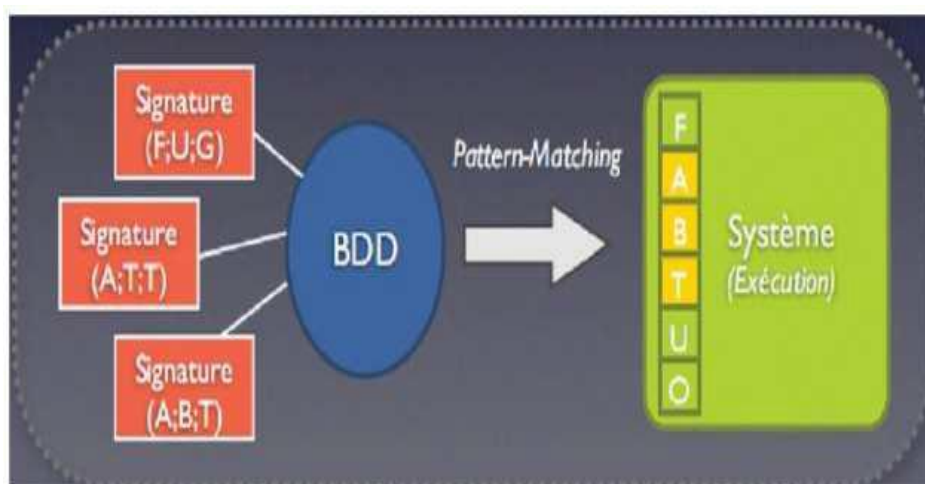 Signature
(F;U;G)
Signature
(A;T;T)
Signature
(A;B;T)
BDD
Pattern-Matching
F
A
B
T
U
O
Système
(Exécution)